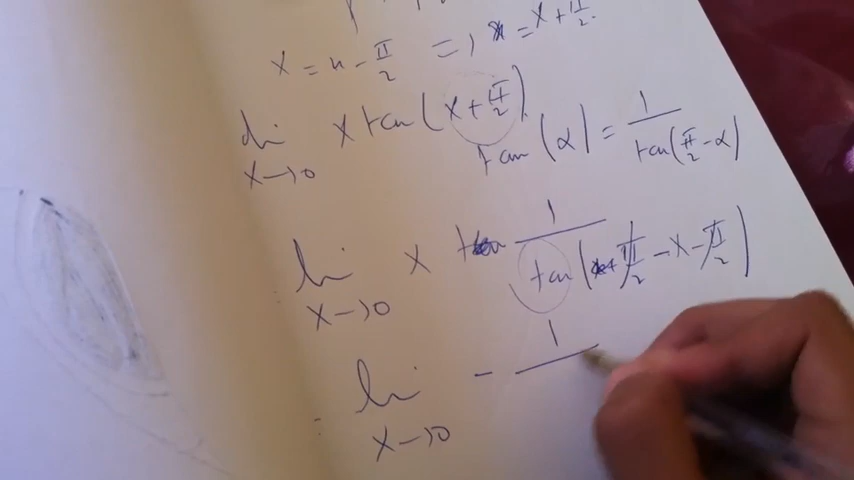 x = x - π/2 => x = x + π/2.
lim x→0 x tan(x + π/2) tan(α) = 1/tan(π/2 - α)
lim x→0 x 1/tan(π/2 - x - π/2)
lim x→0 - 1